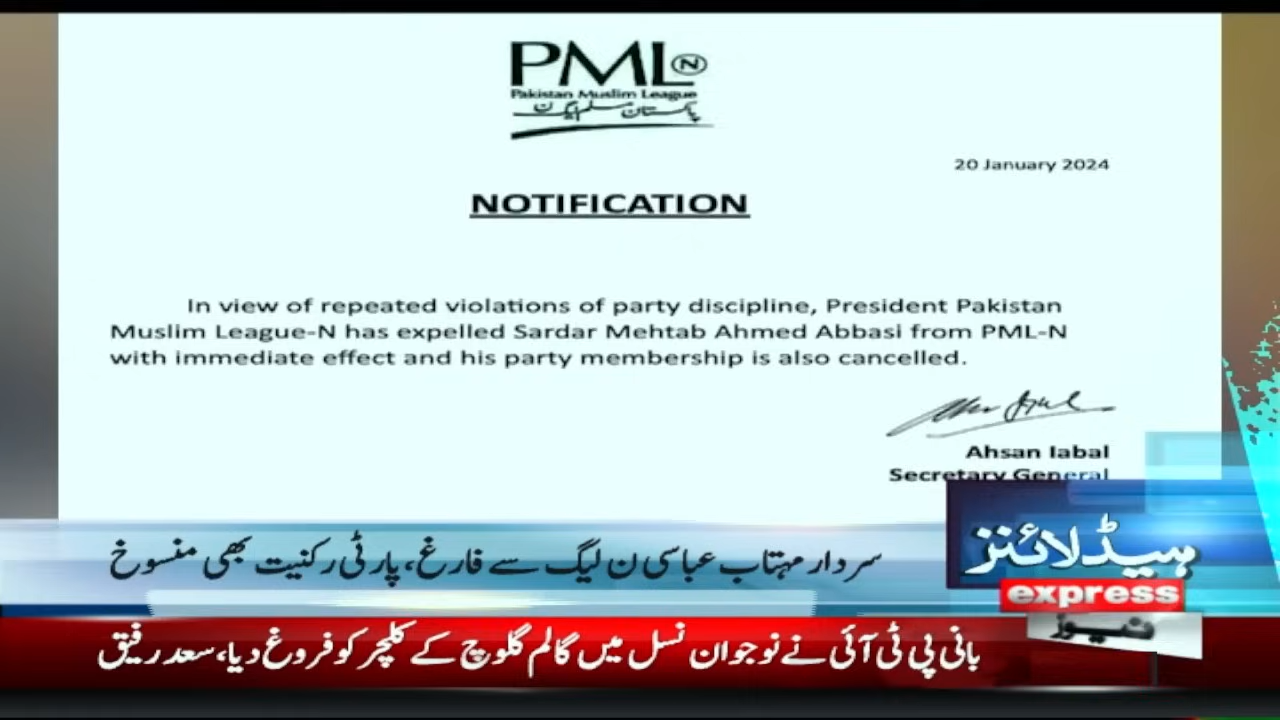 PML N
Pakistan Muslim League
پاکستان مسلم لیگ ن
20 January 2024
NOTIFICATION
In view of repeated violations of party discipline, President Pakistan
Muslim League-N has expelled Sardar Mehtab Ahmed Abbasi from PML-N
with immediate effect and his party membership is also cancelled.
Ahsan Iqbal
Secretary General
سردار مہتاب عباسی ن لیگ سے فارغ، پارٹی رکنیت بھی منسوخ
ہیڈلائنز
express
نیوز
بانی پی ٹی آئی نے نوجوان نسل میں گالم گلوچ کے کلچر کو فروغ دیا، سعد رفیق